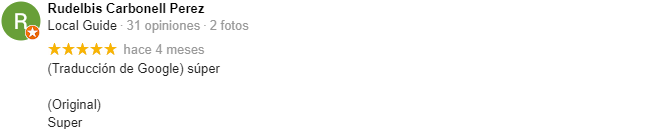 R
Rudelbis Carbonell Perez
Local Guide · 31 opiniones · 2 fotos
hace 4 meses
(Traducción de Google) súper
(Original)
Super